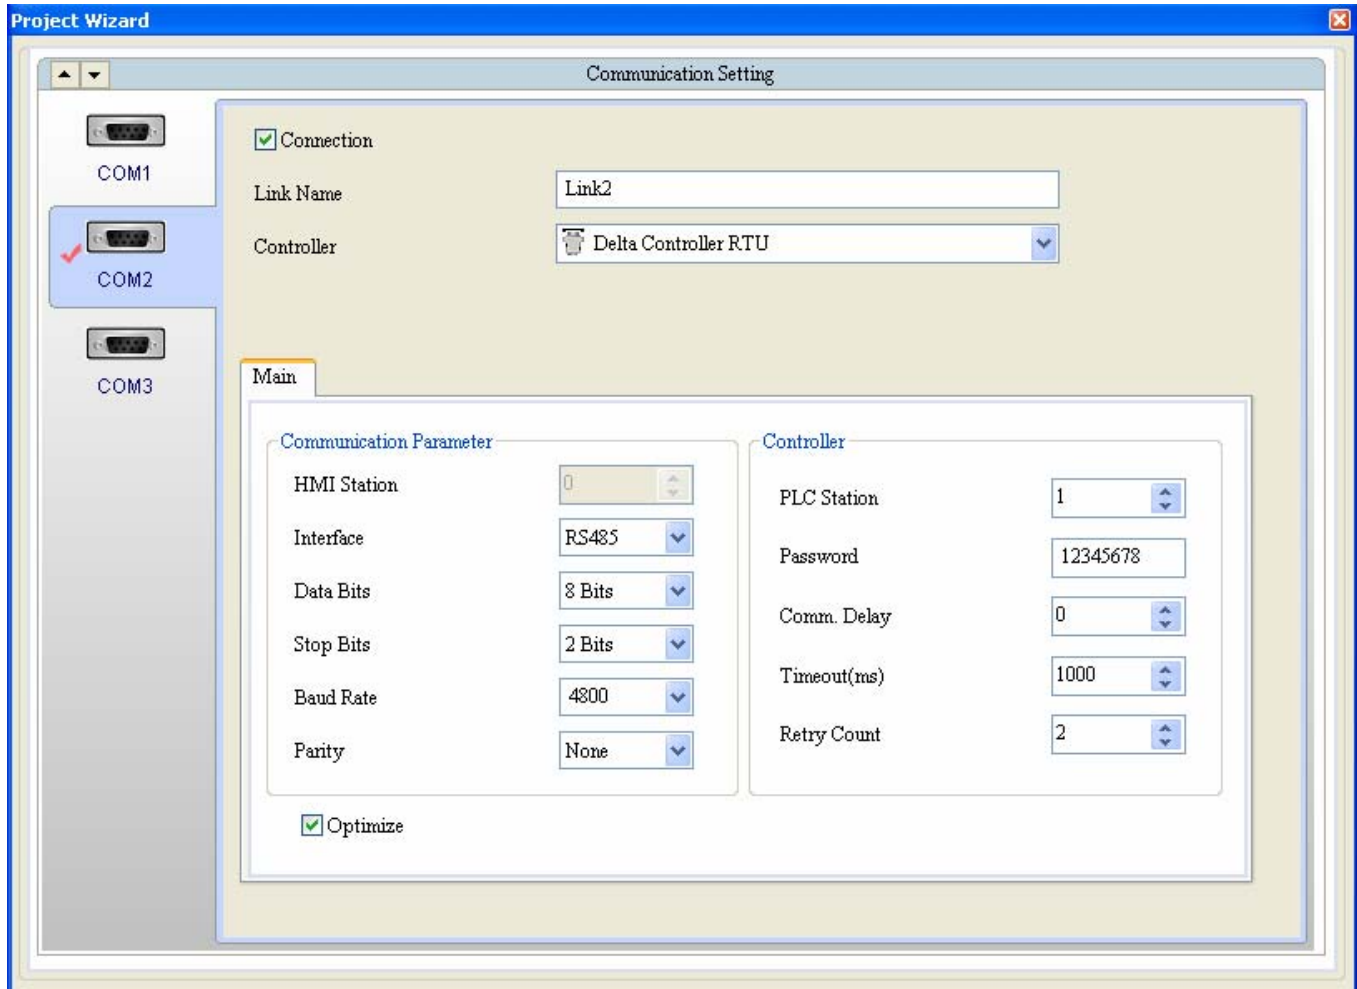 Project Wizard
Communication Setting
COM1
COM2
COM3
Connection
Link Name Link2
Controller Delta Controller RTU
Main
Communication Parameter
HMI Station 0
Interface RS485
Data Bits 8 Bits
Stop Bits 2 Bits
Baud Rate 4800
Parity None
Optimize
Controller
PLC Station 1
Password 12345678
Comm. Delay 0
Timeout(ms) 1000
Retry Count 2